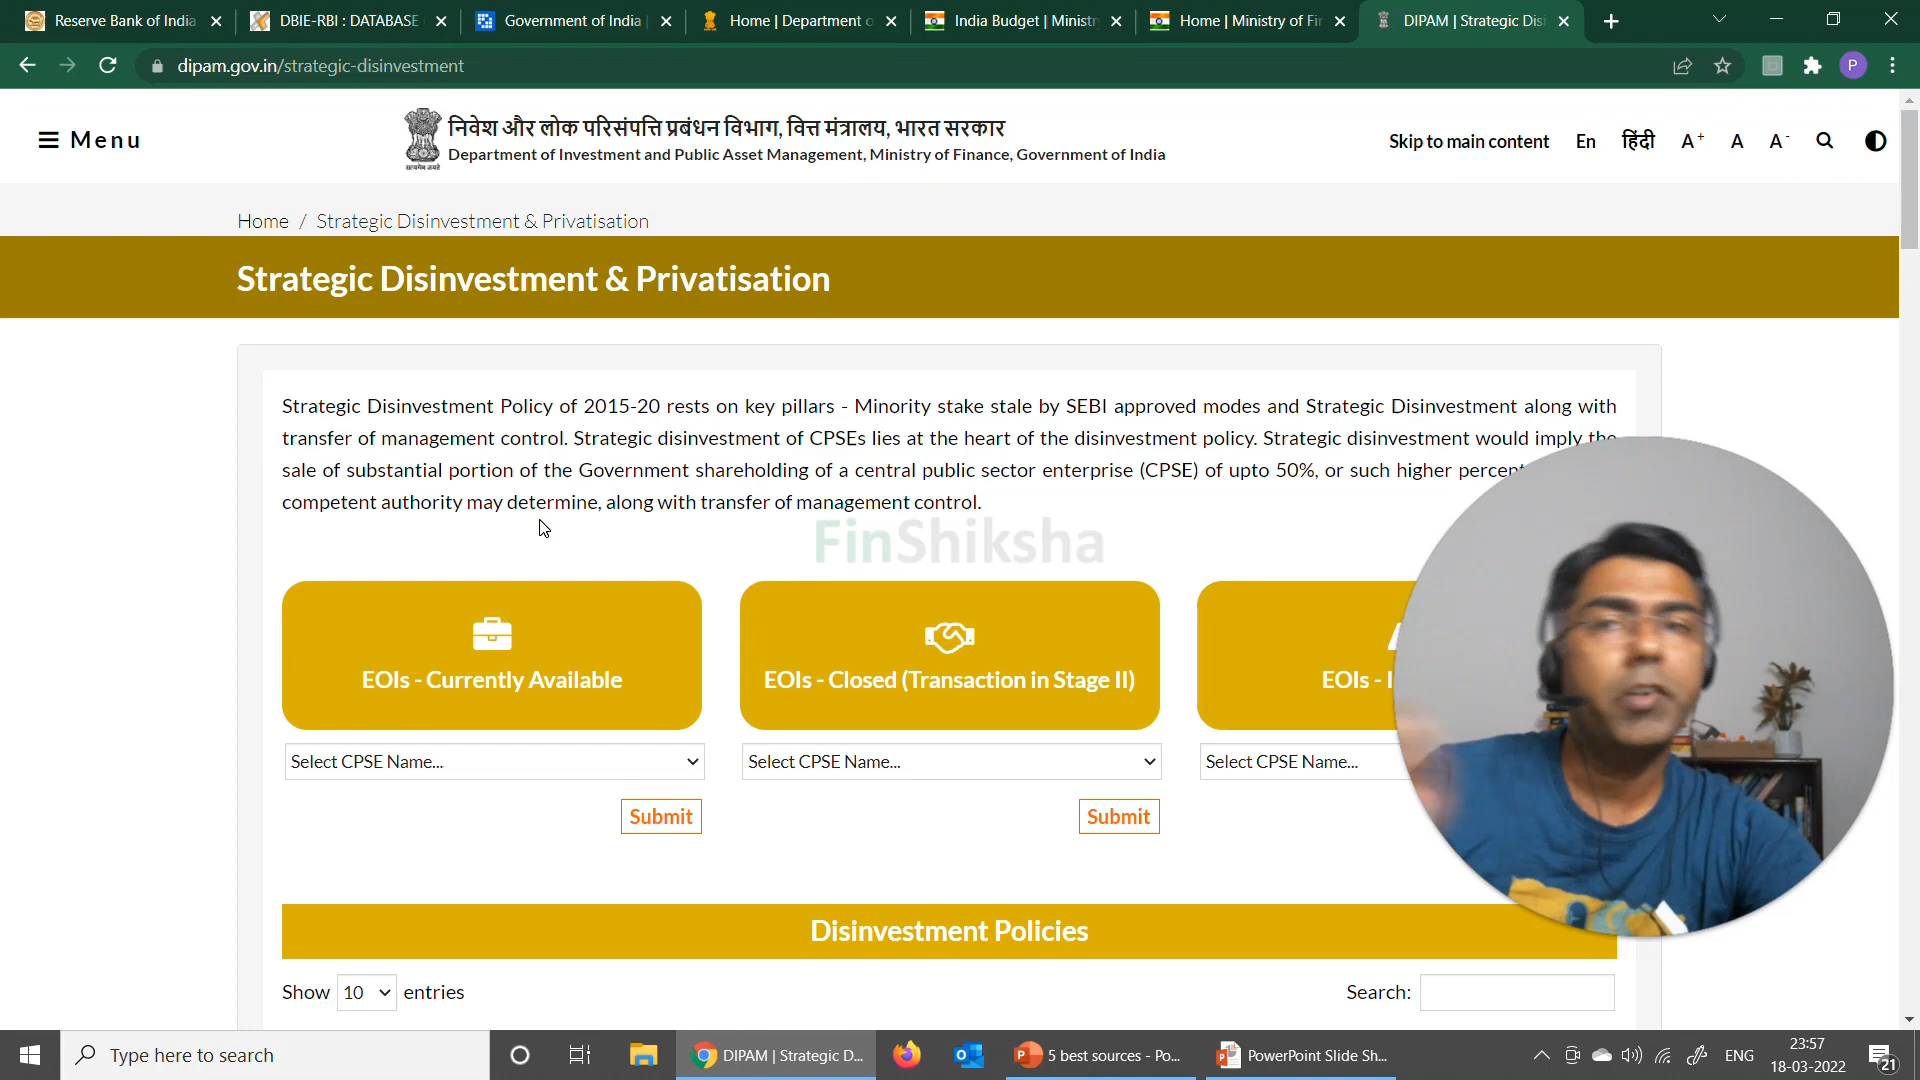 Reserve Bank of India
DBIE-RBI : DATABASE
Government of India |
Home | Department o
India Budget | Ministr
Home | Ministry of Fin
DIPAM | Strategic Disi
dipam.gov.in/strategic-disinvestment
P
Menu
निवेश और लोक परिसंपत्ति प्रबंधन विभाग, वित्त मंत्रालय, भारत सरकार
Department of Investment and Public Asset Management, Ministry of Finance, Government of India
सत्यमेव जयते
Skip to main content En हिंदी A+ A A-
Home / Strategic Disinvestment & Privatisation
Strategic Disinvestment & Privatisation
Strategic Disinvestment Policy of 2015-20 rests on key pillars - Minority stake stale by SEBI approved modes and Strategic Disinvestment along with
transfer of management control. Strategic disinvestment of CPSEs lies at the heart of the disinvestment policy. Strategic disinvestment would imply the
sale of substantial portion of the Government shareholding of a central public sector enterprise (CPSE) of upto 50%, or such higher percent
competent authority may determine, along with transfer of management control.
FinShiksha
EOIs - Currently Available
EOIs - Closed (Transaction in Stage II)
EOIs - I
Select CPSE Name...
Select CPSE Name...
Select CPSE Name...
Submit
Submit
Disinvestment Policies
Show 10 entries
Search:
Type here to search
DIPAM | Strategic D...
5 best sources - Po...
PowerPoint Slide Sh...
ENG
23:57
18-03-2022
21